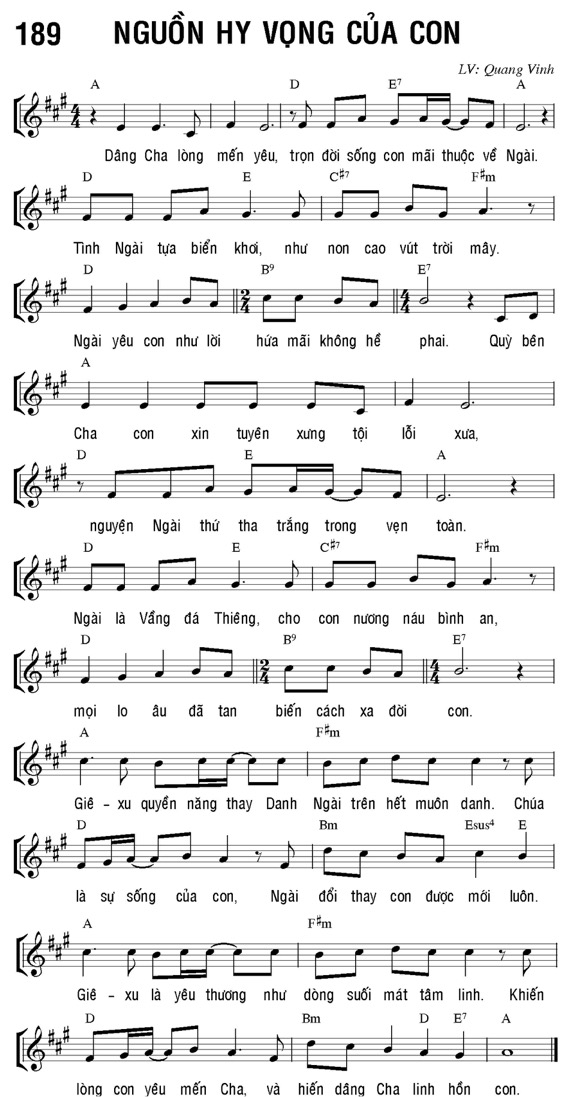 189 NGUỒN HY VỌNG CỦA CON
LV: Quang Vinh
A D E7 A
Dâng Cha lòng mến yêu, trọn đời sống con mãi thuộc về Ngài.
D E C#7 F#m
Tình Ngài tựa biển khơi, như non cao vút trời mây.
D B9 E7
Ngài yêu con như lời hứa mãi không hề phai. Quỳ bên
A
Cha con xin tuyên xưng tội lỗi xưa,
D E A
nguyện Ngài thứ tha trắng trong vẹn toàn.
D E C#7 F#m
Ngài là Vầng đá Thiêng, cho con nương náu bình an,
D B9 E7
mọi lo âu đã tan biến cách xa đời con.
A F#m
Giê - xu quyền năng thay Danh Ngài trên hết muôn danh. Chúa
D Bm Esus4 E
là sự sống của con, Ngài đổi thay con được mới luôn.
A F#m
Giê - xu là yêu thương như dòng suối mát tâm linh. Khiến
D Bm D E7 A
lòng con yêu mến Cha, và hiến dâng Cha linh hồn con.